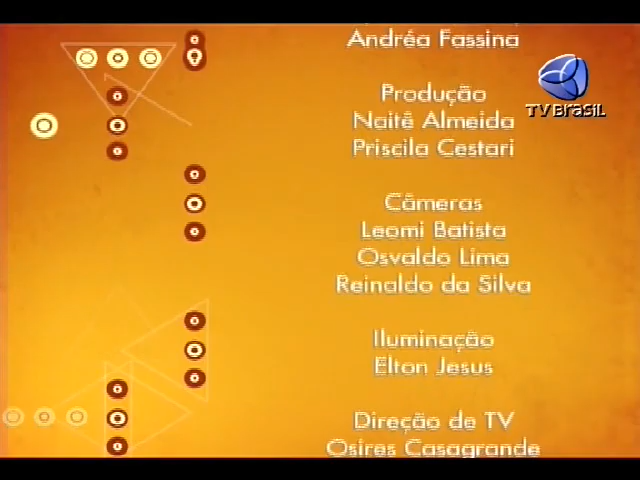 Andréa Fassina
TV BRASIL
Produção
Naitê Almeida
Priscila Cestari
Câmeras
Leomi Batista
Osvaldo Lima
Reinaldo da Silva
Iluminação
Elton Jesus
Direção de TV
Osires Casagrande